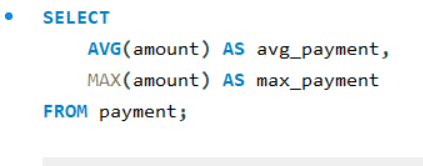 SELECT
AVG(amount) AS avg_payment,
MAX(amount) AS max_payment
FROM payment;